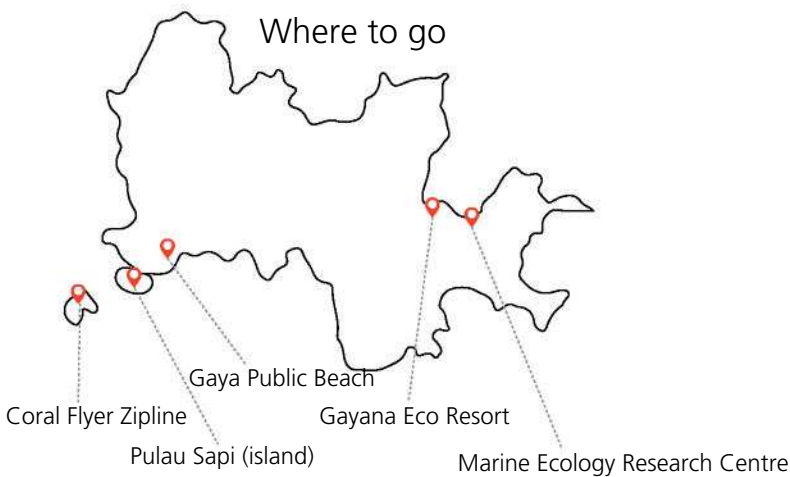 Where to go
Gaya Public Beach
Coral Flyer Zipline
Gayana Eco Resort
Pulau Sapi (island)
Marine Ecology Research Centre